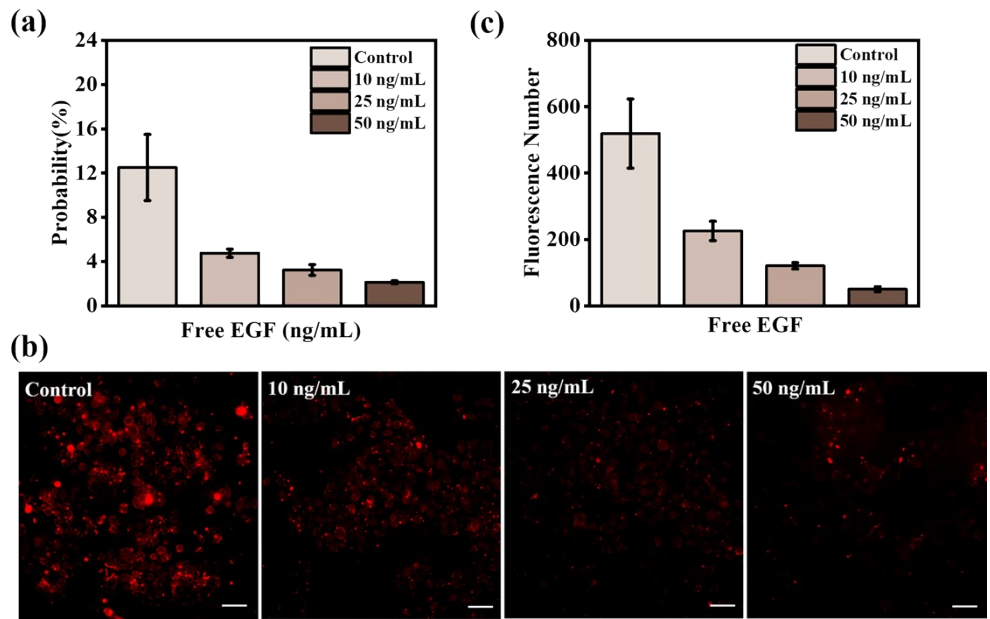 (a)
24
20
16
12
8
4
0
Probability(%)
Control
10 ng/mL
25 ng/mL
50 ng/mL
Free EGF (ng/mL)
(c)
800
600
400
200
0
Fluorescence Number
Control
10 ng/mL
25 ng/mL
50 ng/mL
Free EGF
(b)
Control
10 ng/mL
25 ng/mL
50 ng/mL